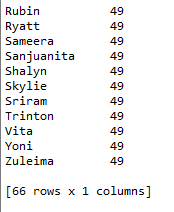 Rubin 49
Ryatt 49
Sameera 49
Sanjuanita 49
Shalyn 49
Skylie 49
Sriram 49
Trinton 49
Vita 49
Yoni 49
Zuleima 49
[66 rows x 1 columns]